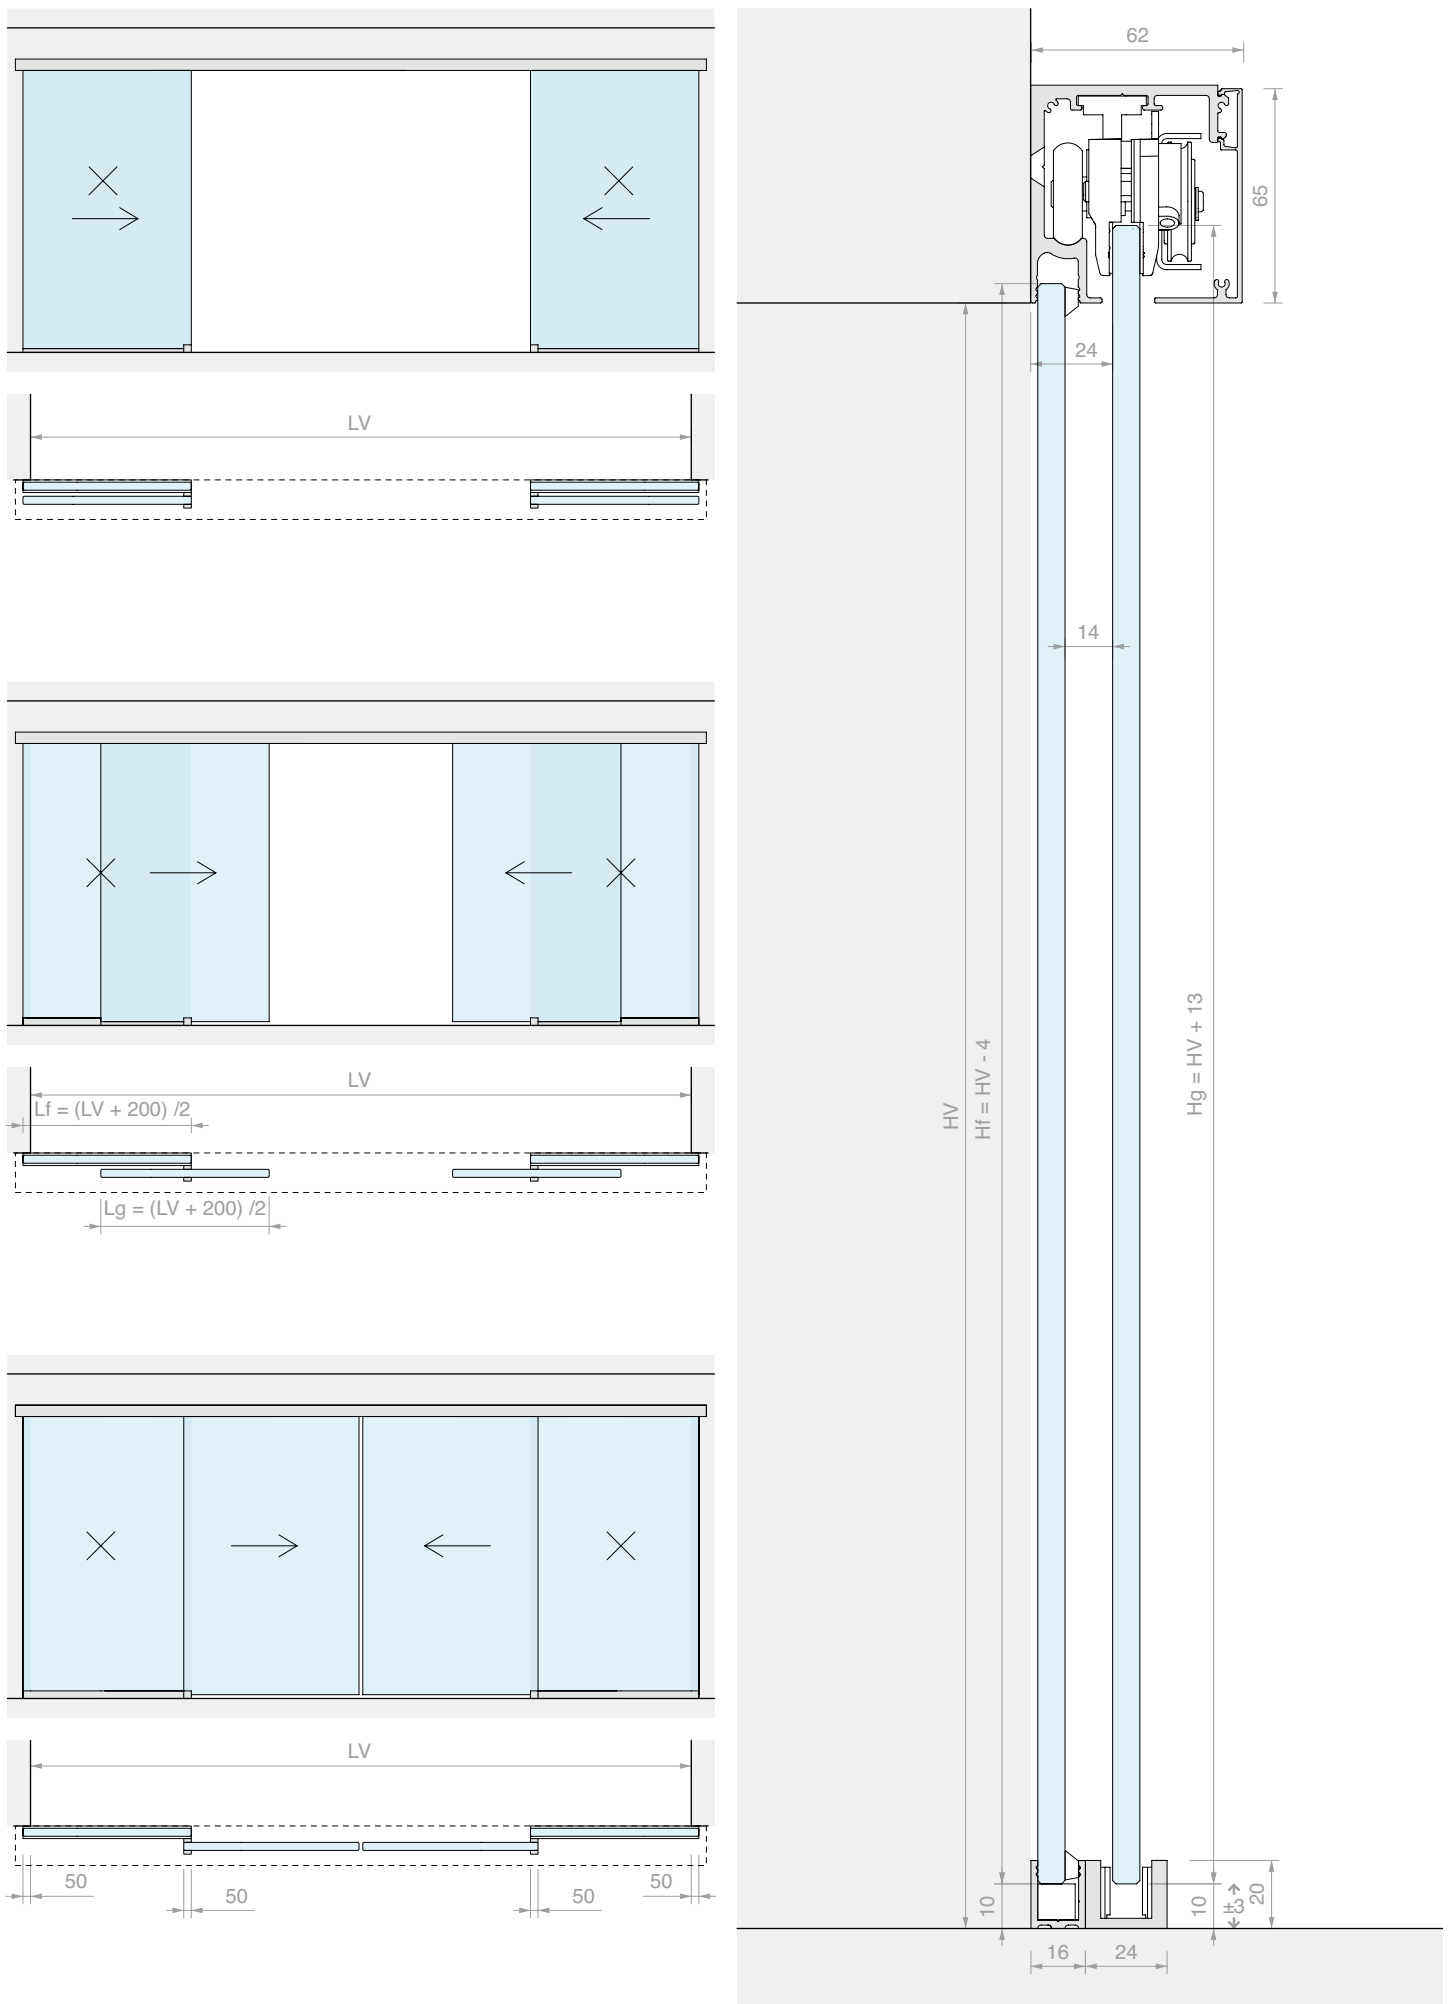 LV
LV
Lf = (LV + 200) /2
Lg = (LV + 200) /2
LV
50
50
50
50
62
65
24
14
HV
Hf = HV - 4
Hg = HV + 13
10
10
±3
20
16
24